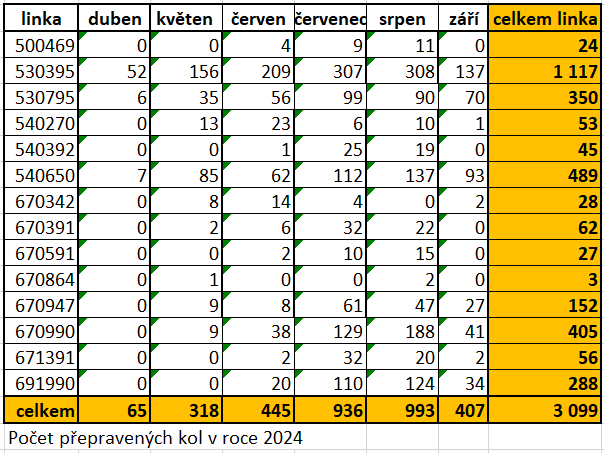 linka duben květen červen červenec srpen září celkem linka
500469 0 0 4 9 11 0 24
530395 52 156 209 307 308 137 1 117
530795 6 35 56 99 90 70 350
540270 0 13 23 6 10 1 53
540392 0 0 1 25 19 0 45
540650 7 85 62 112 137 93 489
670342 0 8 14 4 0 2 28
670391 0 2 6 32 22 0 62
670591 0 0 2 10 15 0 27
670864 0 1 0 0 2 0 3
670947 0 9 8 61 47 27 152
670990 0 9 38 129 188 41 405
671391 0 0 2 32 20 2 56
691990 0 0 20 110 124 34 288
celkem 65 318 445 936 993 407 3 099
Počet přepravených kol v roce 2024